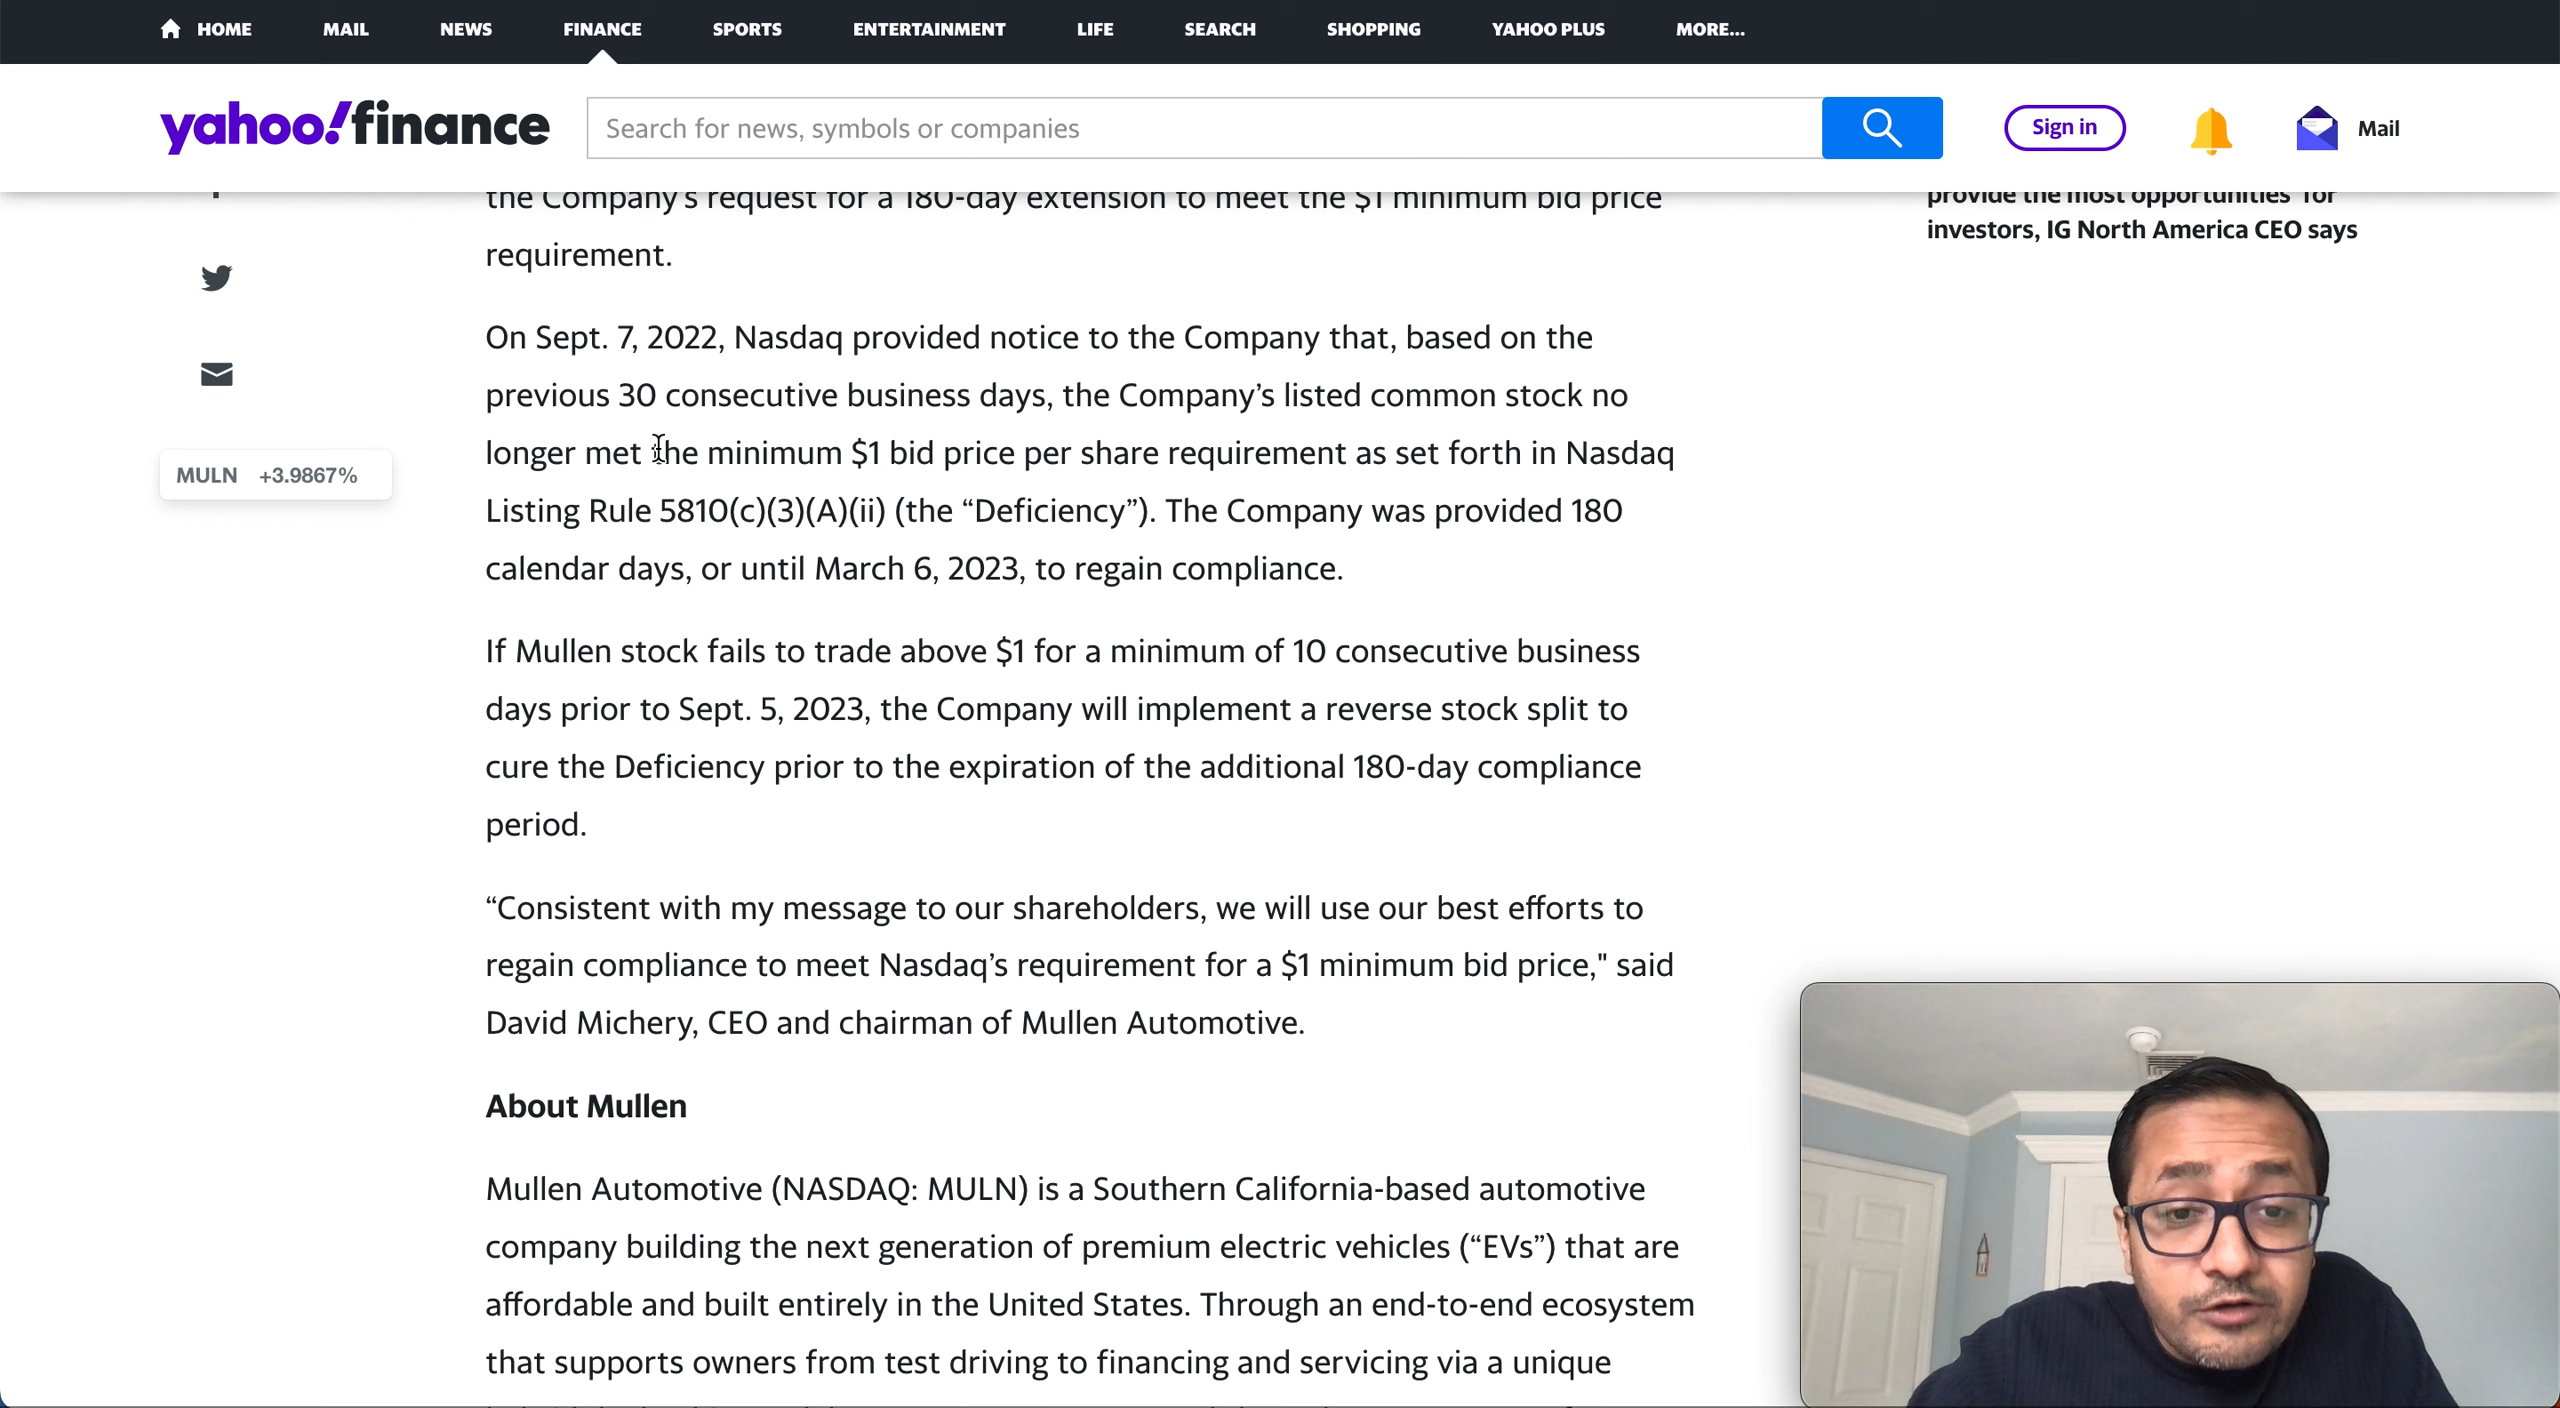 HOME MAIL NEWS FINANCE SPORTS ENTERTAINMENT LIFE SEARCH SHOPPING YAHOO PLUS MORE...
yahoo!finance Search for news, symbols or companies Sign in Mail
the Company's request for a 180-day extension to meet the $1 minimum bid price
requirement.
provide the most opportunities' for
investors, IG North America CEO says
On Sept. 7, 2022, Nasdaq provided notice to the Company that, based on the
previous 30 consecutive business days, the Company’s listed common stock no
longer met the minimum $1 bid price per share requirement as set forth in Nasdaq
Listing Rule 5810(c)(3)(A)(ii) (the “Deficiency”). The Company was provided 180
calendar days, or until March 6, 2023, to regain compliance.
MULN +3.9867%
If Mullen stock fails to trade above $1 for a minimum of 10 consecutive business
days prior to Sept. 5, 2023, the Company will implement a reverse stock split to
cure the Deficiency prior to the expiration of the additional 180-day compliance
period.
“Consistent with my message to our shareholders, we will use our best efforts to
regain compliance to meet Nasdaq’s requirement for a $1 minimum bid price," said
David Michery, CEO and chairman of Mullen Automotive.
About Mullen
Mullen Automotive (NASDAQ: MULN) is a Southern California-based automotive
company building the next generation of premium electric vehicles (“EVs”) that are
affordable and built entirely in the United States. Through an end-to-end ecosystem
that supports owners from test driving to financing and servicing via a unique